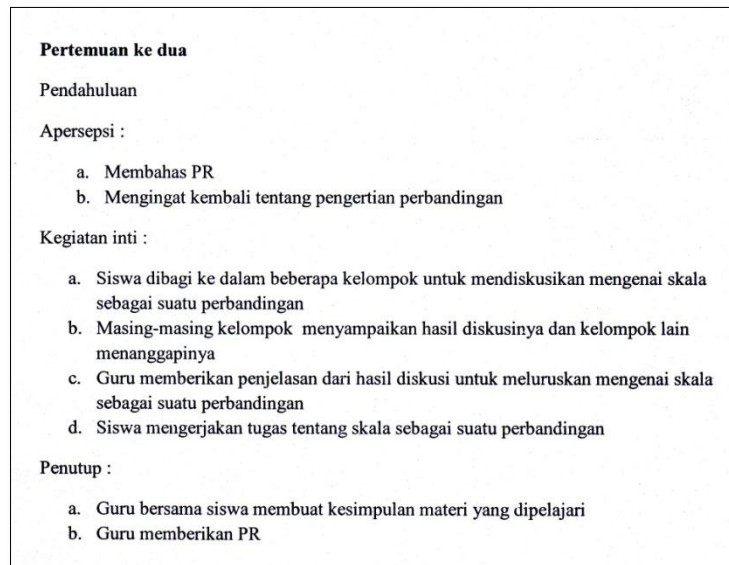 Pertemuan ke dua
Pendahuluan
Apersepsi :
a. Membahas PR
b. Mengingat kembali tentang pengertian perbandingan
Kegiatan inti :
a. Siswa dibagi ke dalam beberapa kelompok untuk mendiskusikan mengenai skala
sebagai suatu perbandingan
b. Masing-masing kelompok menyampaikan hasil diskusinya dan kelompok lain
menanggapinya
c. Guru memberikan penjelasan dari hasil diskusi untuk meluruskan mengenai skala
sebagai suatu perbandingan
d. Siswa mengerjakan tugas tentang skala sebagai suatu perbandingan
Penutup :
a. Guru bersama siswa membuat kesimpulan materi yang dipelajari
b. Guru memberikan PR